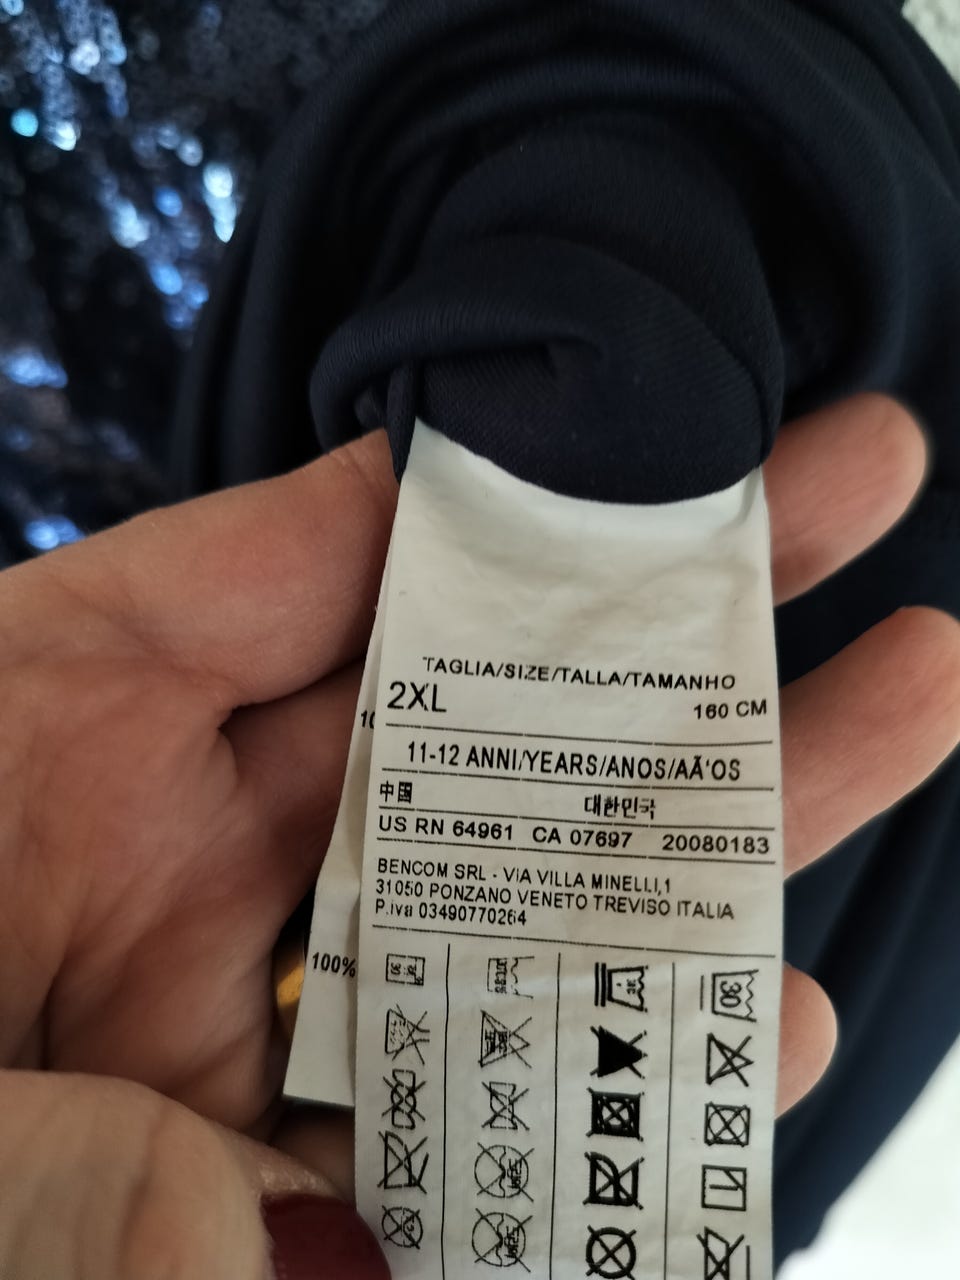 TAGLIA/SIZE/TALLA/TAMANHO
2XL 160 CM
11-12 ANNI/YEARS/ANOS/AÃ'OS
中國 대한민국
US RN 64961 CA 07697 20080183
BENCOM SRL - VIA VILLA MINELLI,1
31050 PONZANO VENETO TREVISO ITALIA
P.iva 03490770264
100%
30
30